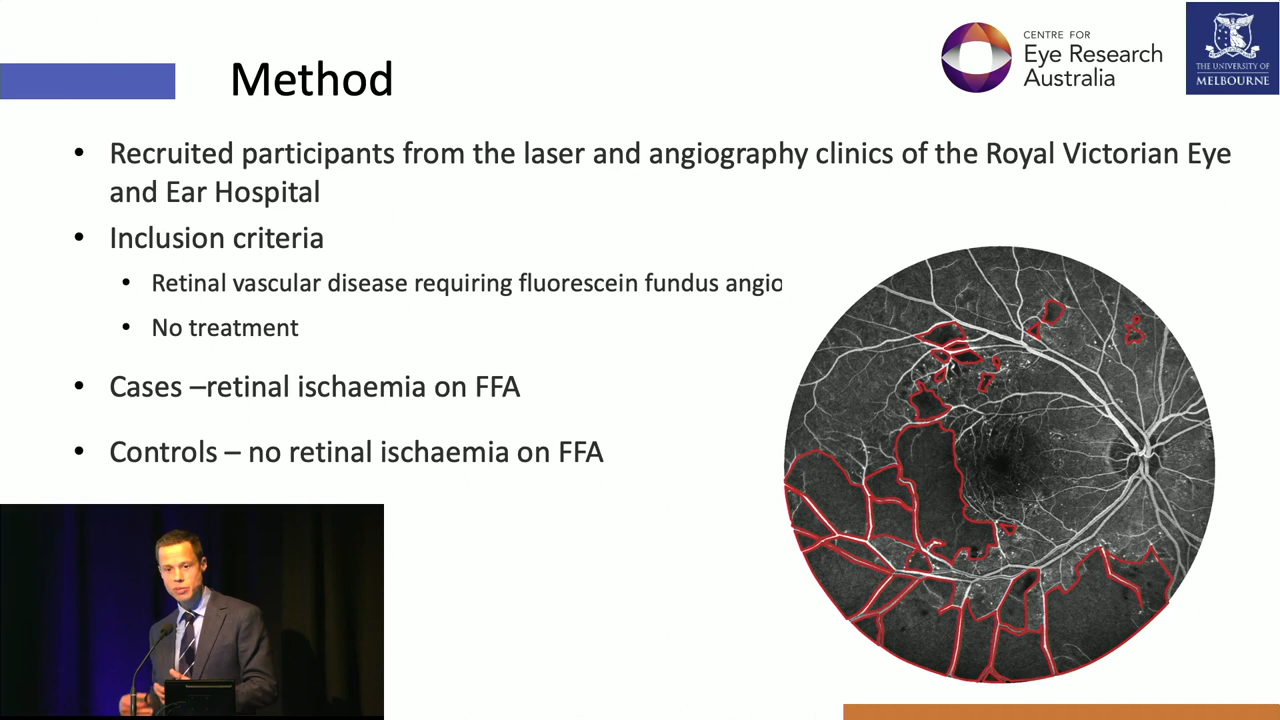 Method
CENTRE FOR
Eye Research
Australia
THE UNIVERSITY OF
MELBOURNE
• Recruited participants from the laser and angiography clinics of the Royal Victorian Eye
and Ear Hospital
• Inclusion criteria
• Retinal vascular disease requiring fluorescein fundus angio
• No treatment
• Cases –retinal ischaemia on FFA
• Controls – no retinal ischaemia on FFA